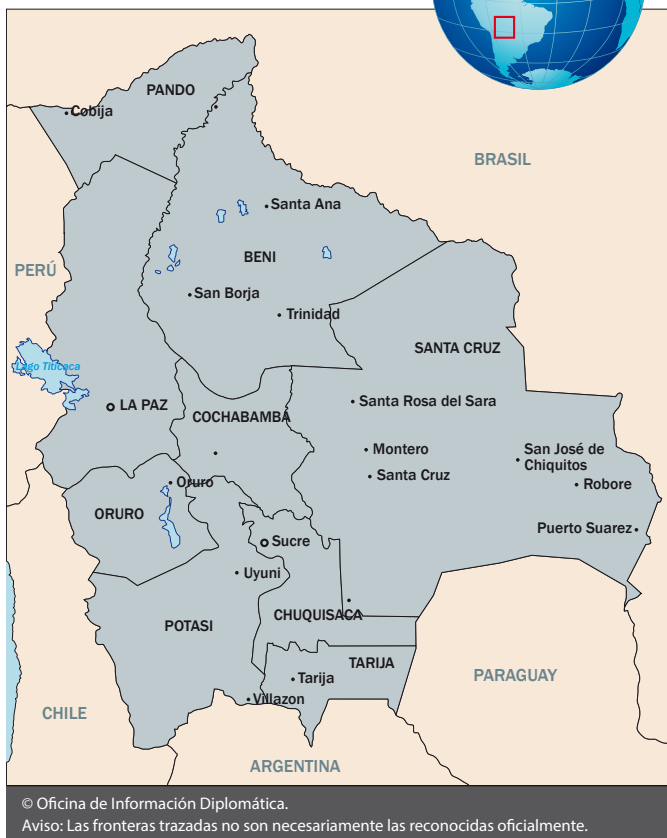 PANDO
Cobija
BRASIL
Santa Ana
BENI
PERÚ
San Borja
Trinidad
SANTA CRUZ
Lago Titicaca
LA PAZ
Santa Rosa del Sara
COCHABAMBA
Montero
San José de
Chiquitos
Santa Cruz
Oruro
Robore
ORURO
Puerto Suarez
Sucre
Uyuni
CHUQUISACA
POTASI
TARIJA
Tarija
PARAGUAY
Villazon
CHILE
ARGENTINA
© Oficina de Información Diplomática.
Aviso: Las fronteras trazadas no son necesariamente las reconocidas oficialmente.